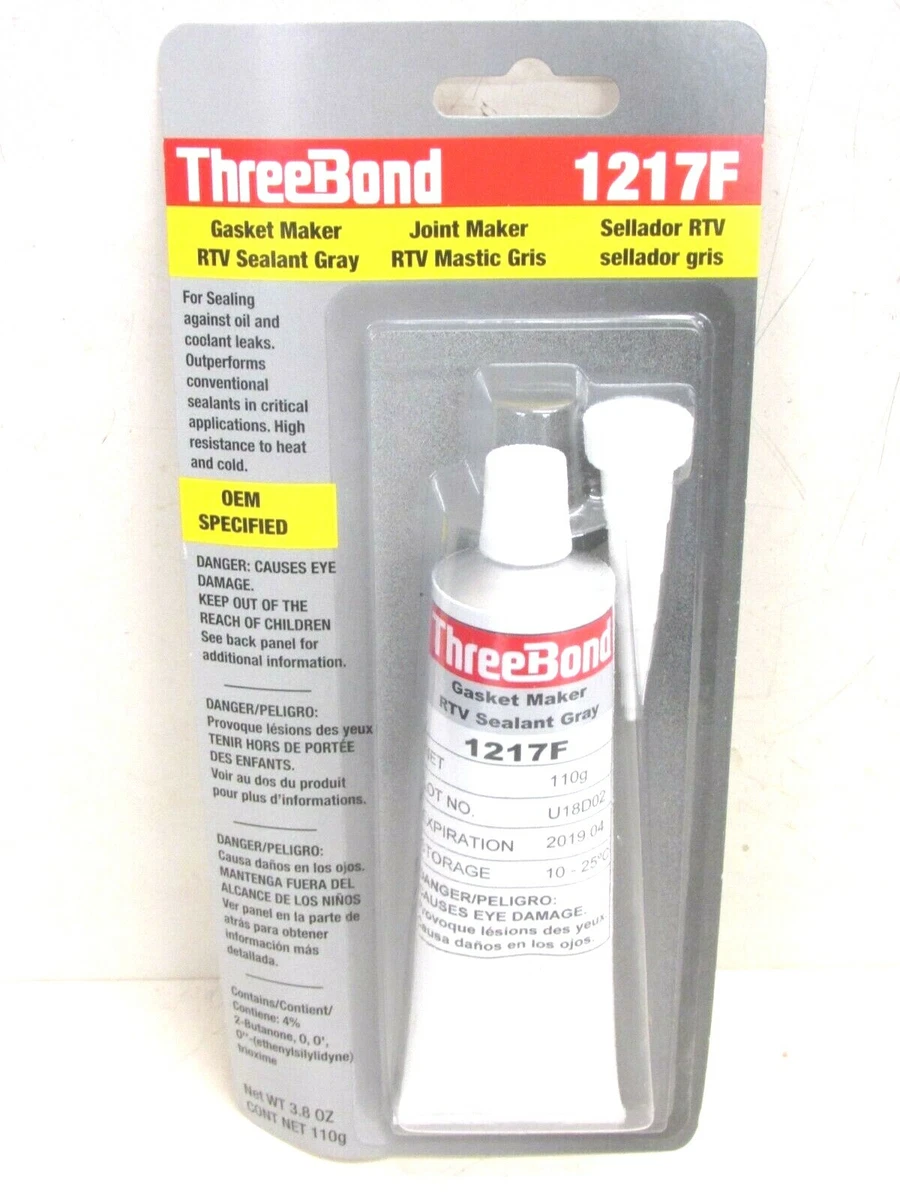 ThreeBond 1217F
Gasket Maker
RTV Sealant Gray
Joint Maker
RTV Mastic Gris
Sellador RTV
sellador gris
For Sealing
against oil and
coolant leaks.
Outperforms
conventional
sealants in critical
applications. High
resistance to heat
and cold.
OEM
SPECIFIED
DANGER: CAUSES EYE
DAMAGE.
KEEP OUT OF THE
REACH OF CHILDREN
See back panel for
additional information.
DANGER/PELIGRO:
Provoque lésions des yeux
TENIR HORS DE PORTÉE
DES ENFANTS.
Voir au dos du produit
pour plus d'informations.
DANGER/PELIGRO:
Causa daños en los ojos.
MANTENGA FUERA DEL
ALCANCE DE LOS NIÑOS
Ver panel en la parte de
atrás para obtener
información más
detallada.
Contains/Contient/
Contiene: 4%
2-Butanone, O, O',
O''-(ethenylsilylidyne)
trioxime
Net WT 3.8 OZ
CONT NET 110g
ThreeBond
Gasket Maker
RTV Sealant Gray
1217F
NET 110g
LOT NO. U18D02
EXPIRATION 2019.04
STORAGE 10 - 25°C
DANGER/PELIGRO:
CAUSES EYE DAMAGE.
Provoque lésions des yeux.
Causa daños en los ojos.